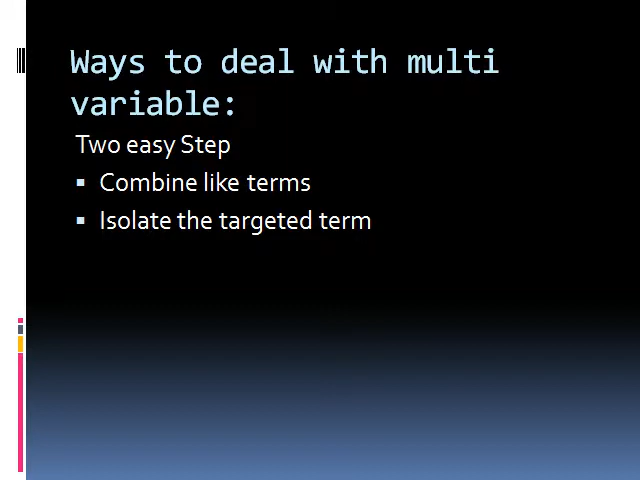 Ways to deal with multi
variable:
Two easy Step
▪ Combine like terms
▪ Isolate the targeted term